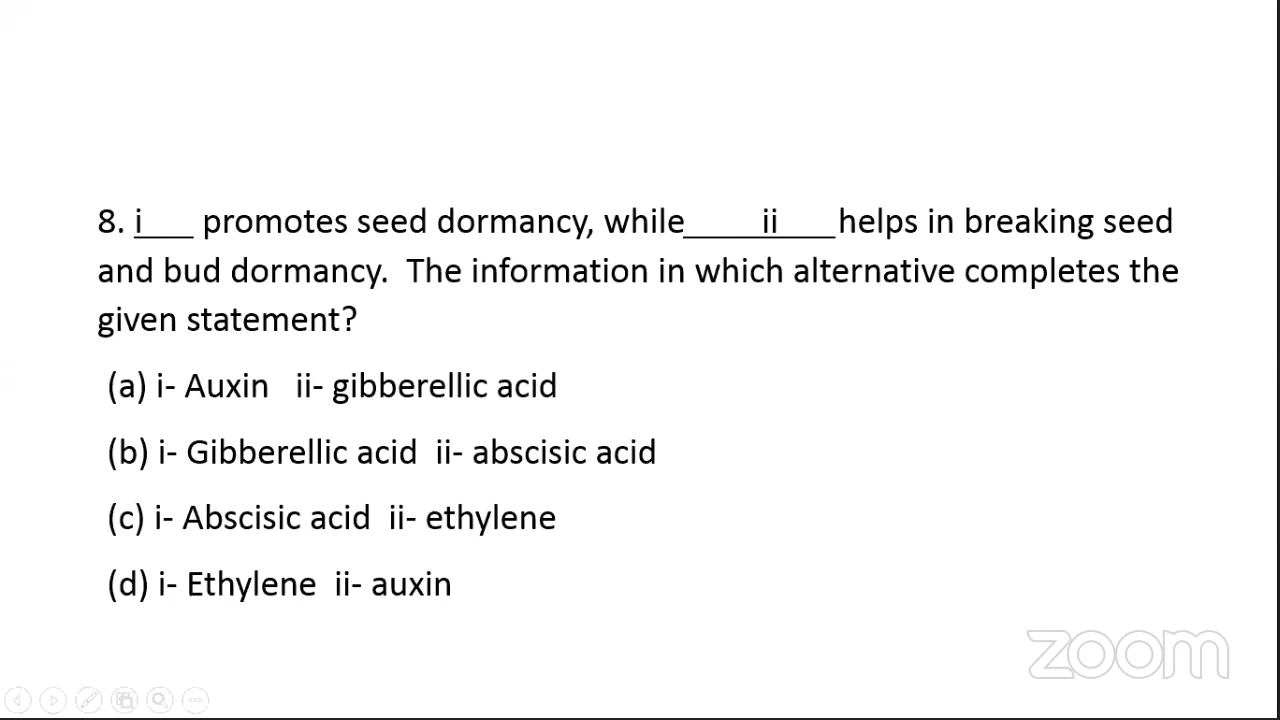 8. i___ promotes seed dormancy, while____ii___helps in breaking seed
and bud dormancy. The information in which alternative completes the
given statement?
(a) i- Auxin ii- gibberellic acid
(b) i- Gibberellic acid ii- abscisic acid
(c) i- Abscisic acid ii- ethylene
(d) i- Ethylene ii- auxin
zoom